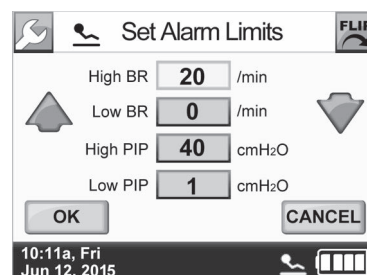 Set Alarm Limits
FLIP
High BR 20 /min
Low BR 0 /min
High PIP 40 cmH2O
Low PIP 1 cmH2O
OK CANCEL
10:11a, Fri
Jun 12, 2015